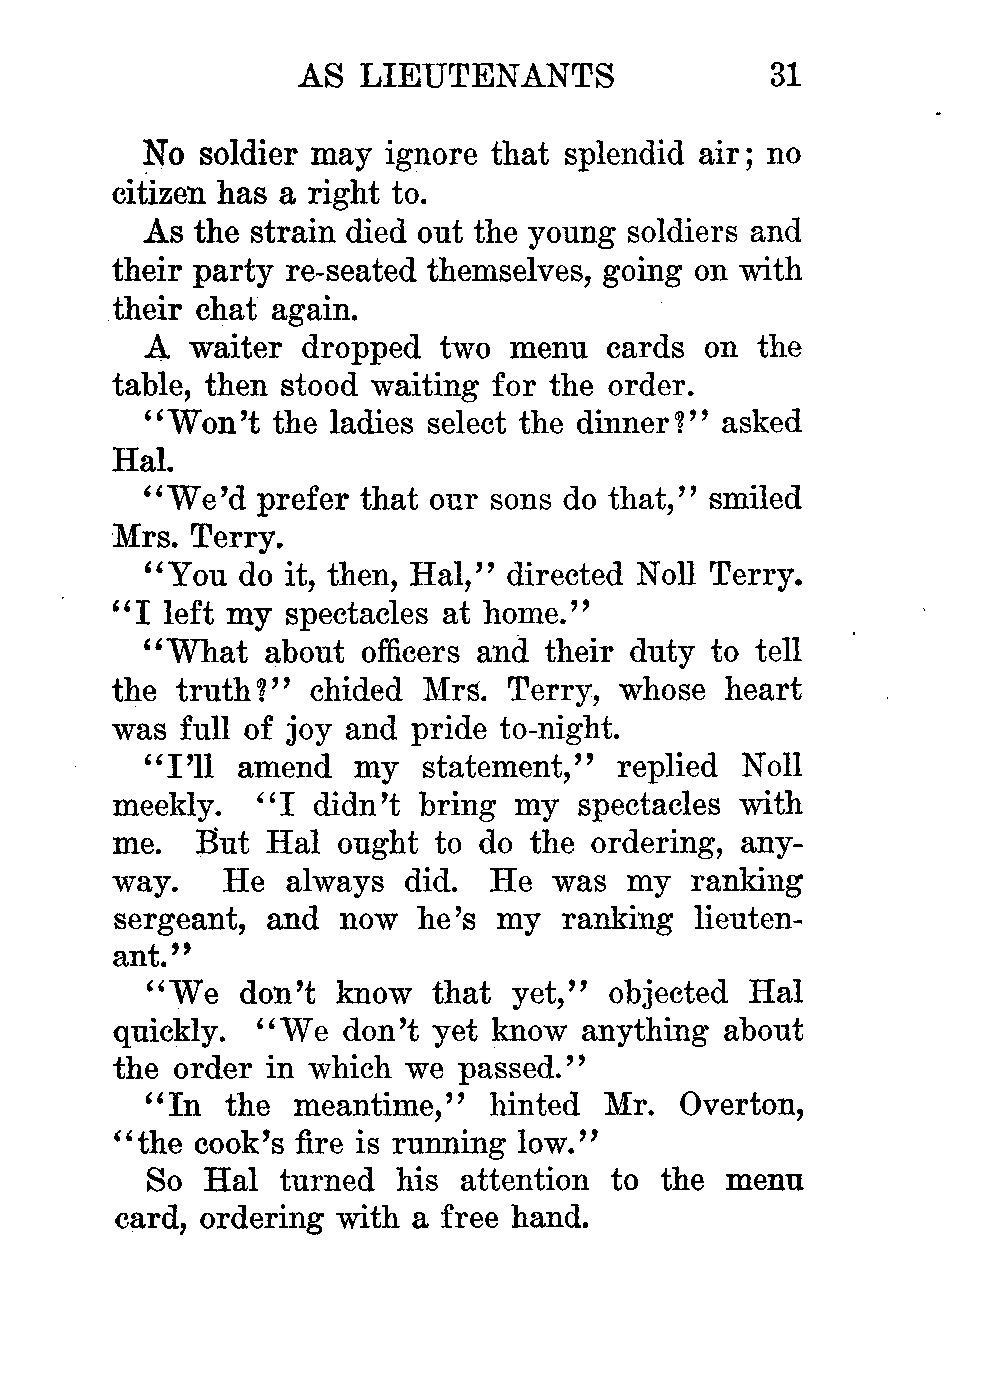 AS LIEUTENANTS 31
No soldier may ignore that splendid air; no
citizen has a right to.
As the strain died out the young soldiers and
their party re-seated themselves, going on with
their chat again.
A waiter dropped two menu cards on the
table, then stood waiting for the order.
“Won’t the ladies select the dinner?” asked
Hal.
“We’d prefer that our sons do that,” smiled
Mrs. Terry.
“You do it, then, Hal,” directed Noll Terry.
“I left my spectacles at home.”
“What about officers and their duty to tell
the truth?” chided Mrs. Terry, whose heart
was full of joy and pride to-night.
“I’ll amend my statement,” replied Noll
meekly. “I didn’t bring my spectacles with
me. But Hal ought to do the ordering, any-
way. He always did. He was my ranking
sergeant, and now he’s my ranking lieuten-
ant.”
“We don’t know that yet,” objected Hal
quickly. “We don’t yet know anything about
the order in which we passed.”
“In the meantime,” hinted Mr. Overton,
“the cook’s fire is running low.”
So Hal turned his attention to the menu
card, ordering with a free hand.